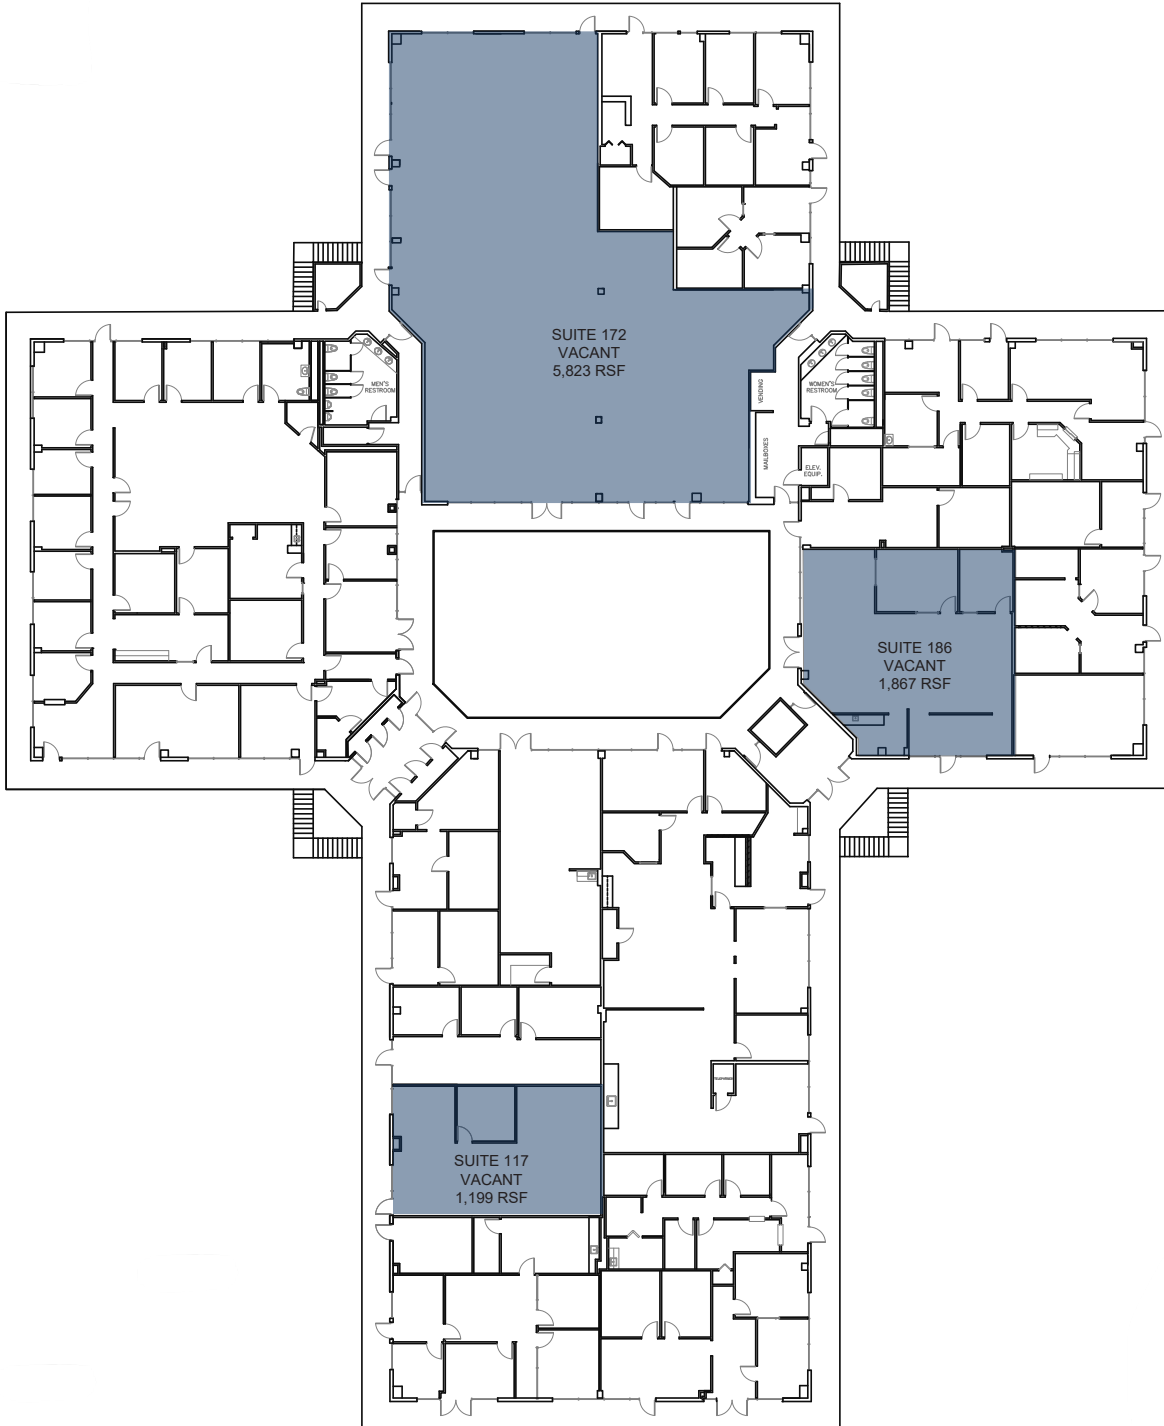 SUITE 172
VACANT
5,823 RSF
MEN'S
RESTROOM
VENDING
WOMEN'S
RESTROOM
MAILBOXES
ELEV.
EQUIP.
SUITE 186
VACANT
1,867 RSF
SUITE 117
VACANT
1,199 RSF